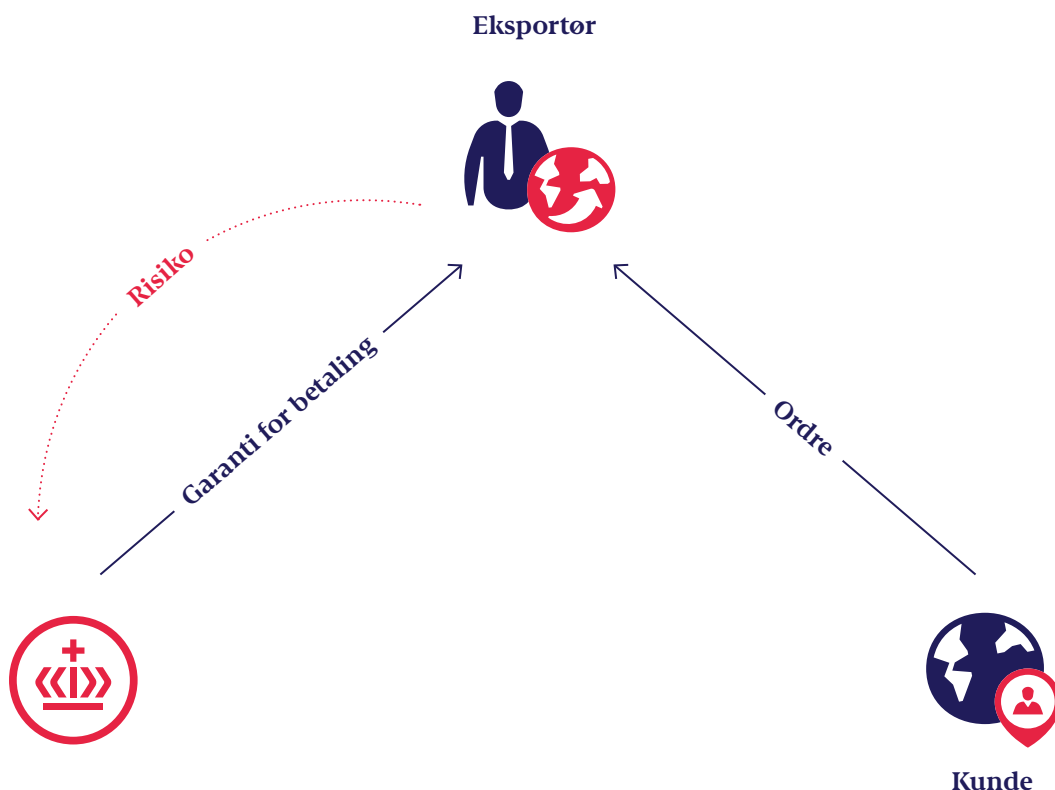 Eksportør
Risiko
Garanti for betaling
Ordre
Kunde